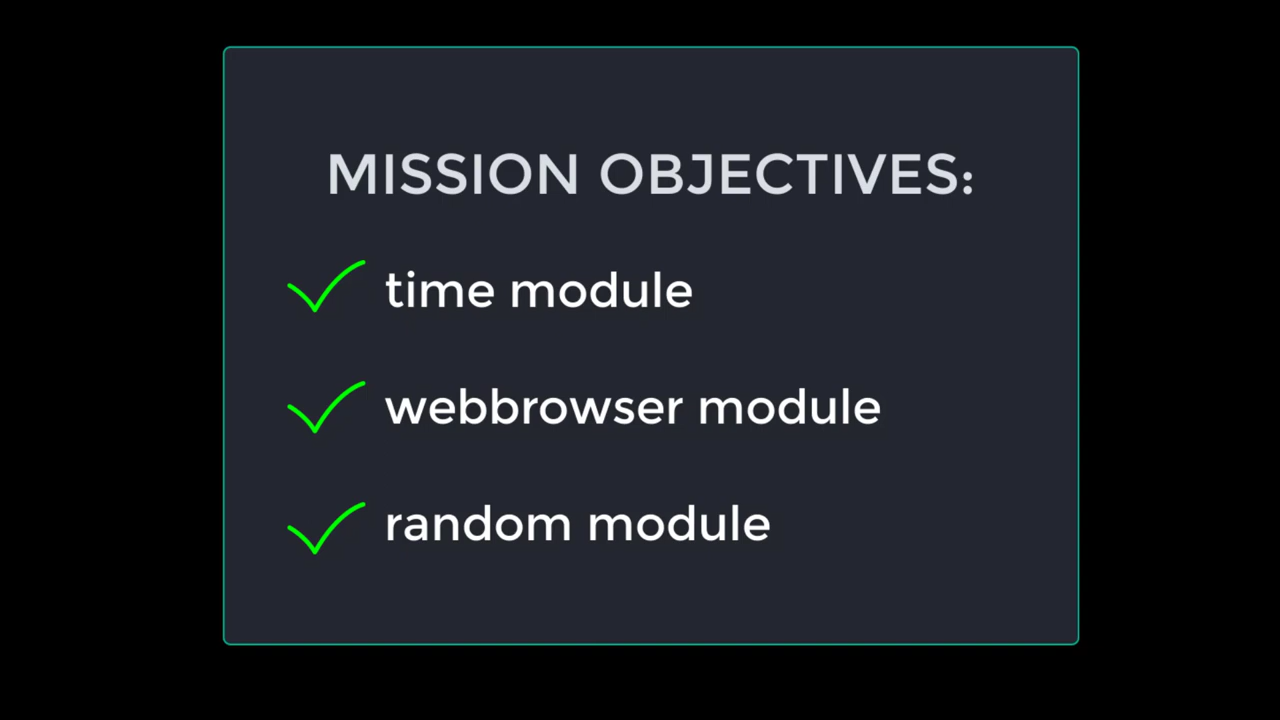 MISSION OBJECTIVES:
time module
webbrowser module
random module